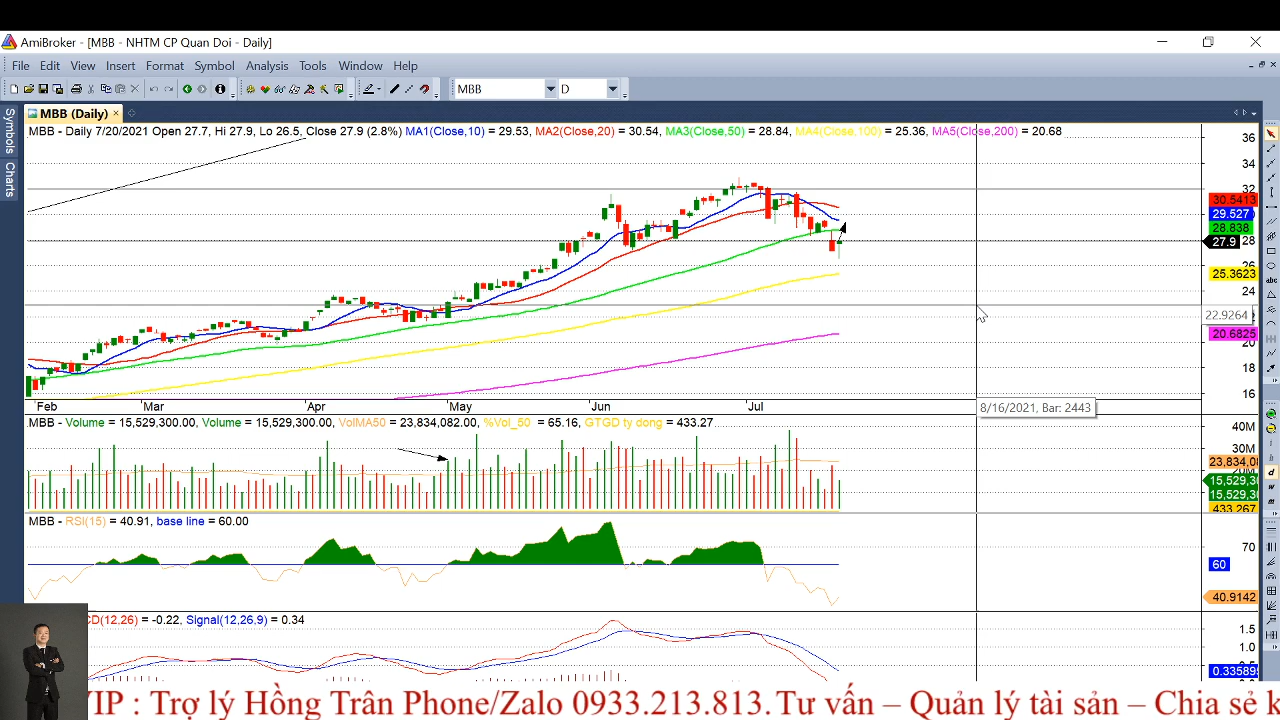 AmiBroker - [MBB - NHTM CP Quan Doi - Daily]
File Edit View Insert Format Symbol Analysis Tools Window Help
MBB D
MBB (Daily)
Symbols
Charts
MBB - Daily 7/20/2021 Open 27.7, Hi 27.9, Lo 26.5, Close 27.9 (2.8%) MA1(Close,10) = 29.53, MA2(Close,20) = 30.54, MA3(Close,50) = 28.84, MA4(Close,100) = 25.36, MA5(Close,200) = 20.68
36
34
32
30.5413
29.527
28.838
27.9 28
26
25.3623
24
22.9264
20.6825
20
18
16
Feb Mar Apr May Jun Jul
8/16/2021, Bar: 2443
MBB - Volume = 15,529,300.00, Volume = 15,529,300.00, VolMA50 = 23,834,082.00, %Vol_50 = 65.16, GTGD ty dong = 433.27
40M
30M
23,834,0
15,529,3
15,529,3
433.267
MBB - RSI(15) = 40.91, base line = 60.00
70
60
40.9142
CD(12,26) = -0.22, Signal(12,26,9) = 0.34
1.5
1.0
0.335895
IP : Trợ lý Hồng Trân Phone/Zalo 0933.213.813.Tư vấn – Quản lý tài sản – Chia sẻ k